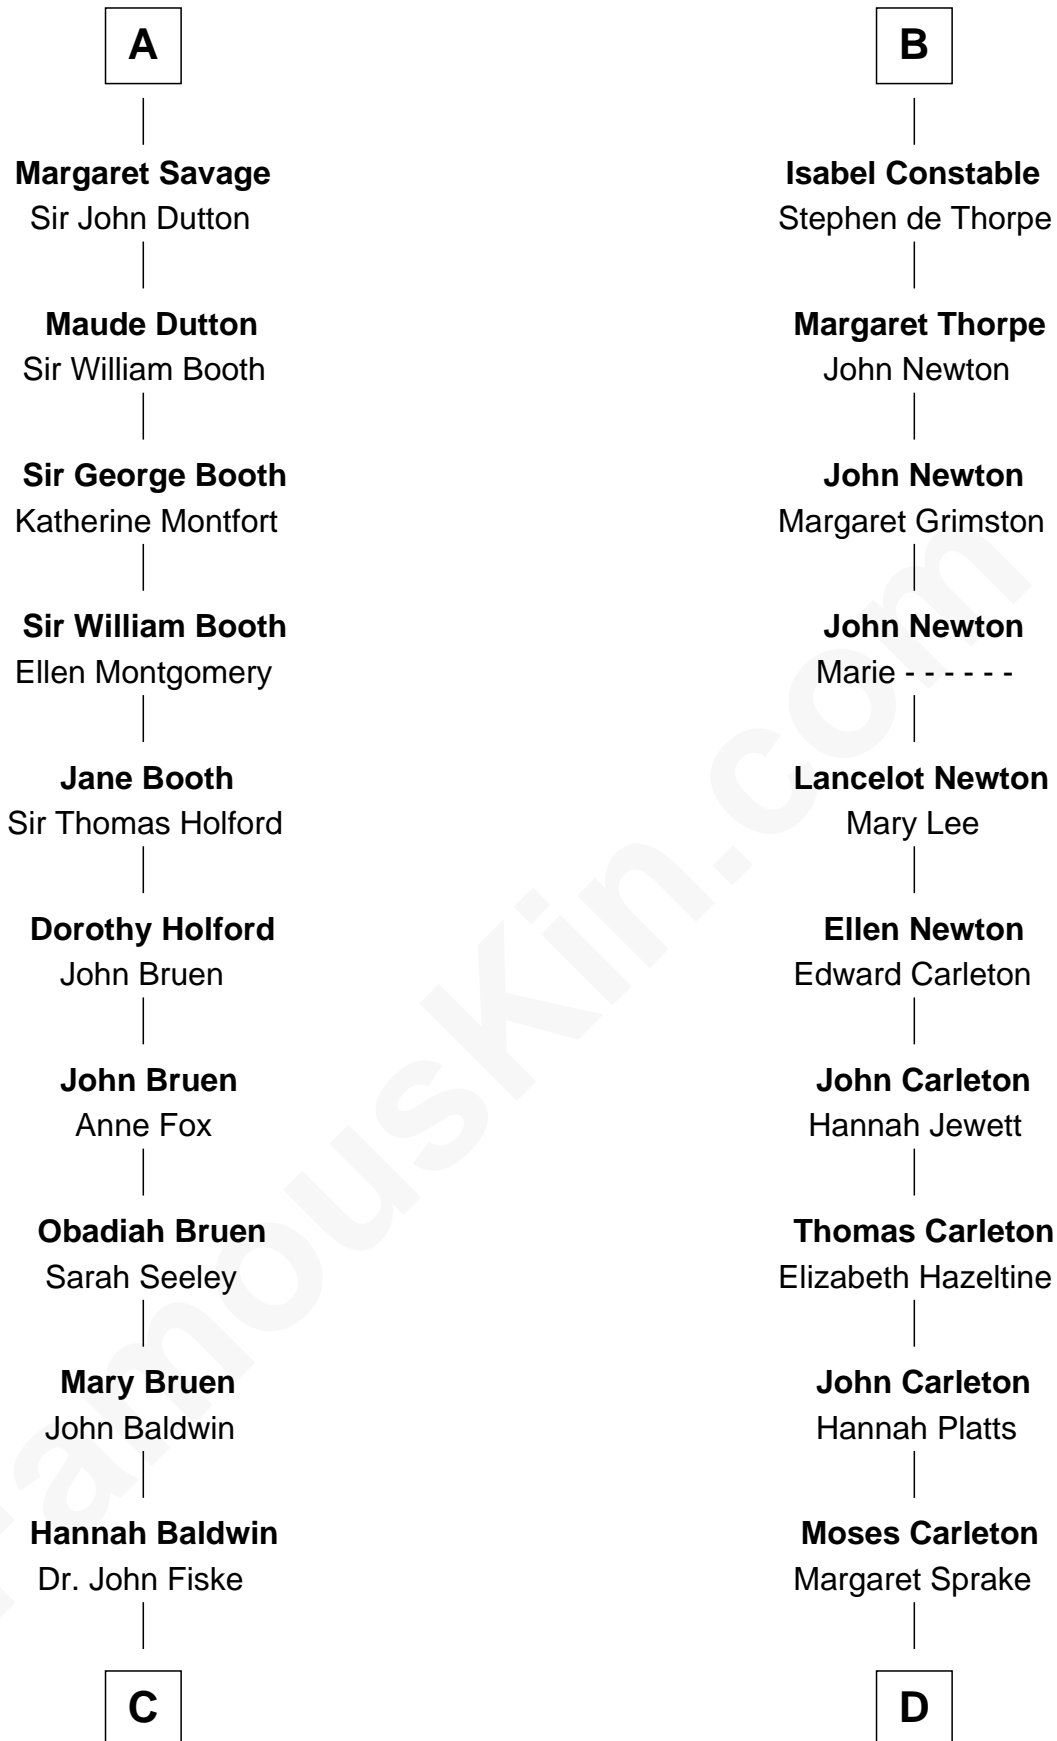 A
Margaret Savage
Sir John Dutton
Maude Dutton
Sir William Booth
Sir George Booth
Katherine Montfort
Sir William Booth
Ellen Montgomery
Jane Booth
Sir Thomas Holford
Dorothy Holford
John Bruen
John Bruen
Anne Fox
Obadiah Bruen
Sarah Seeley
Mary Bruen
John Baldwin
Hannah Baldwin
Dr. John Fiske
C
B
Isabel Constable
Stephen de Thorpe
Margaret Thorpe
John Newton
John Newton
Margaret Grimston
John Newton
Marie - - - - - -
Lancelot Newton
Mary Lee
Ellen Newton
Edward Carleton
John Carleton
Hannah Jewett
Thomas Carleton
Elizabeth Hazeltine
John Carleton
Hannah Platts
Moses Carleton
Margaret Sprake
D
FamousKin.com